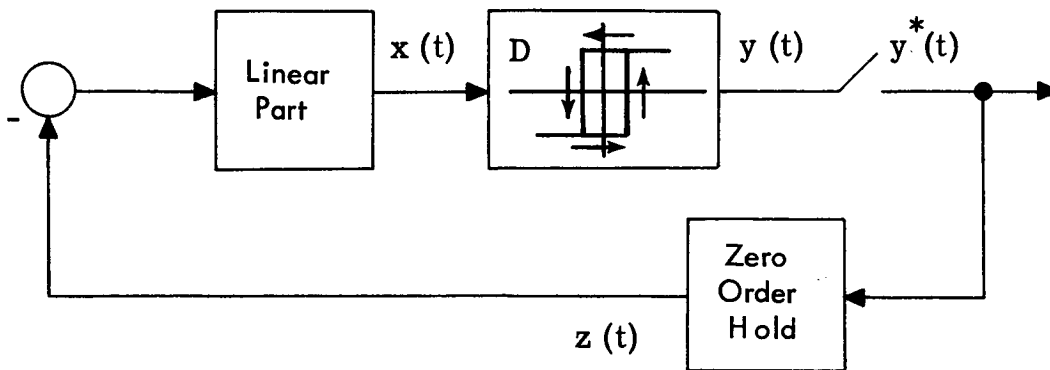 x (t)
D
y (t)
y*(t)
Linear
Part
-
Zero
Order
Hold
z (t)